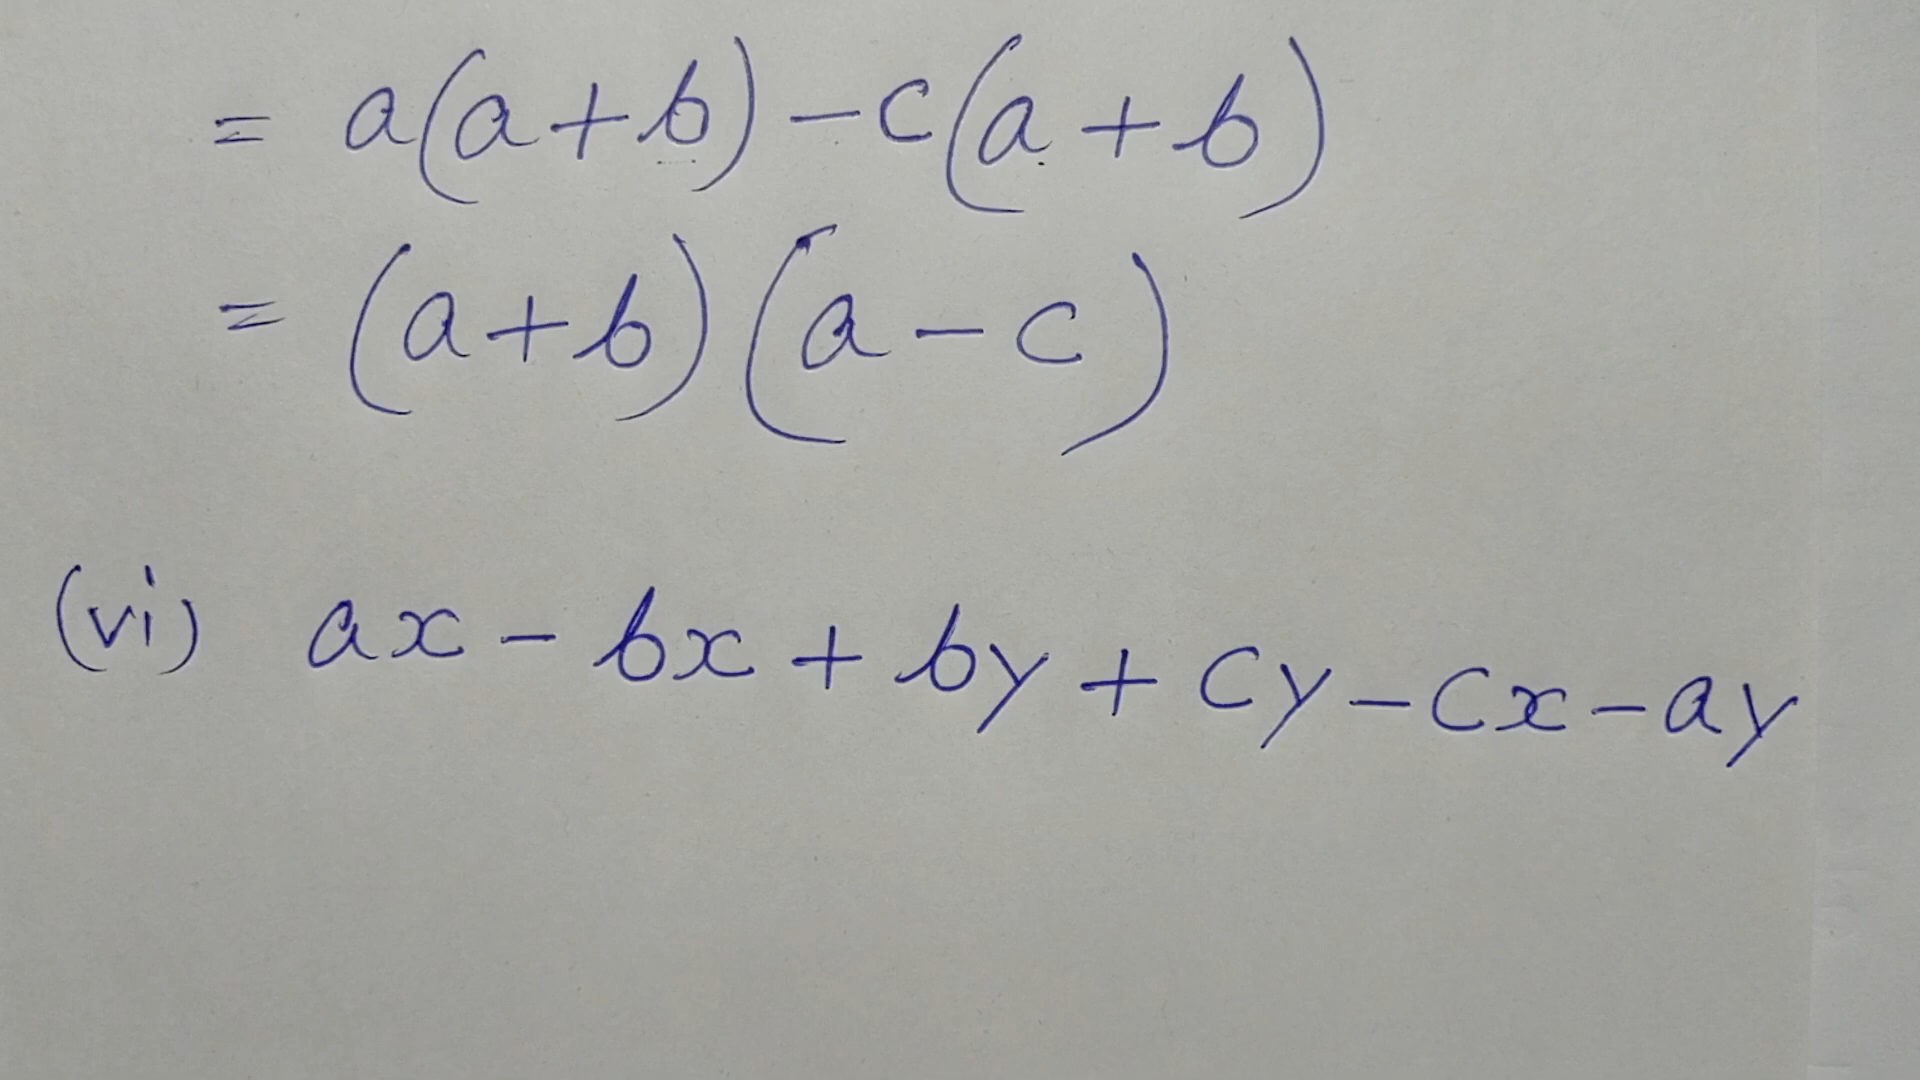 = a(a+b) - c(a+b)
= (a+b) (a-c)
(vi) ax - bx + by + cy - cx - ay